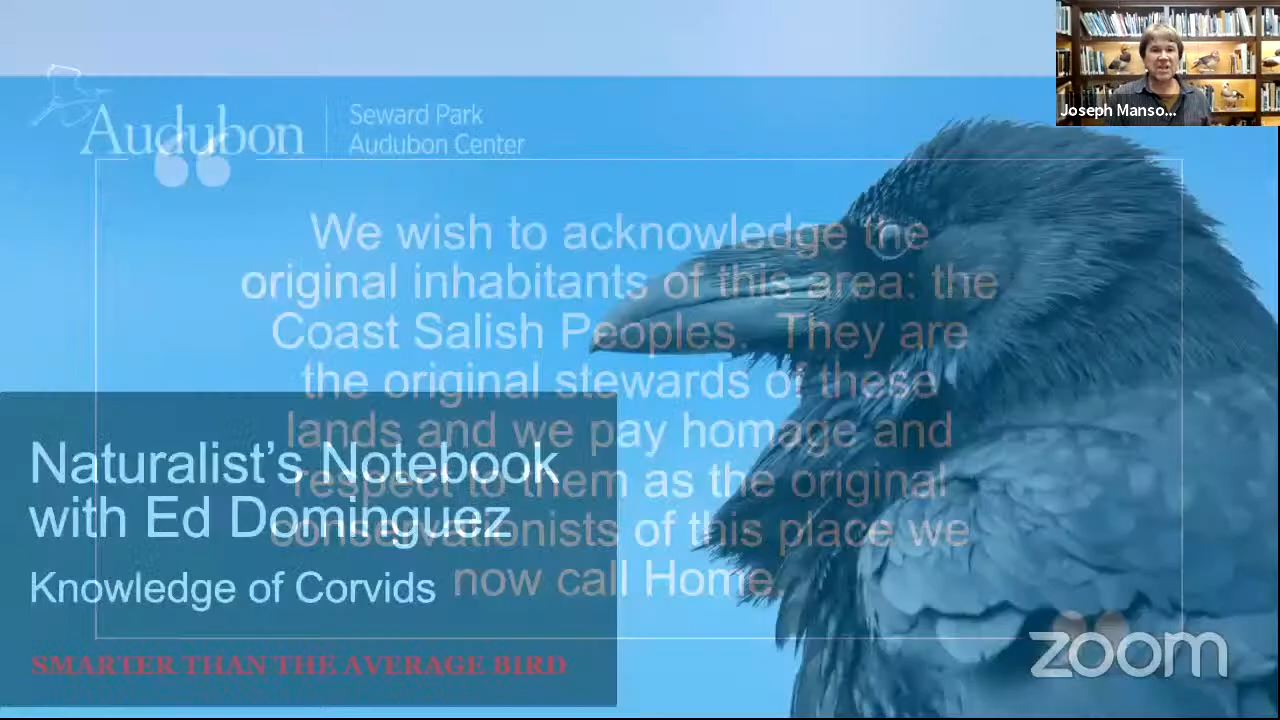 Joseph Manso...
Audubon
Seward Park
Audubon Center
“
We wish to acknowledge the
original inhabitants of this area: the
Coast Salish Peoples. They are
the original stewards of these
lands and we pay homage and
respect to them as the original
conservationists of this place we
now call Home.
”
Naturalist’s Notebook
with Ed Dominguez
Knowledge of Corvids
SMARTER THAN THE AVERAGE BIRD
zoom